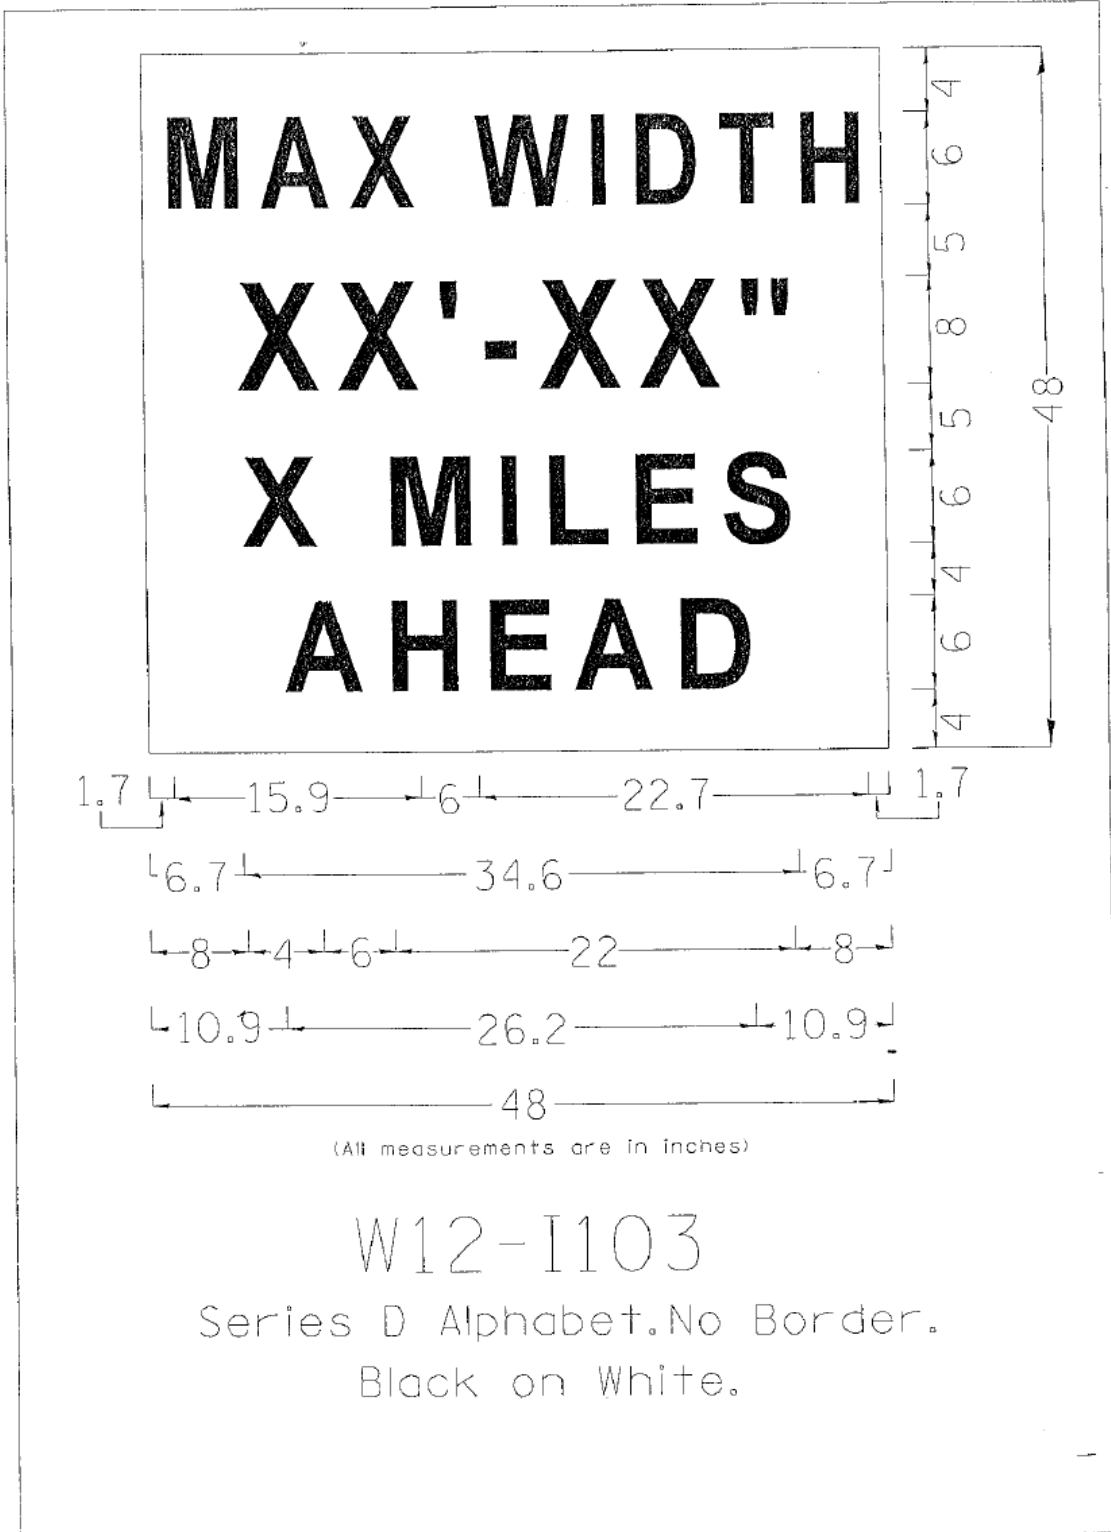 MAX WIDTH
XX'-XX"
X MILES
AHEAD
4
6
5
8
5
6
4
6
4
48
1.7 15.9 6 22.7 1.7
6.7 34.6 6.7
8 4 6 22 8
10.9 26.2 10.9
48
(All measurements are in inches)
W12-I103
Series D Alphabet. No Border.
Black on White.